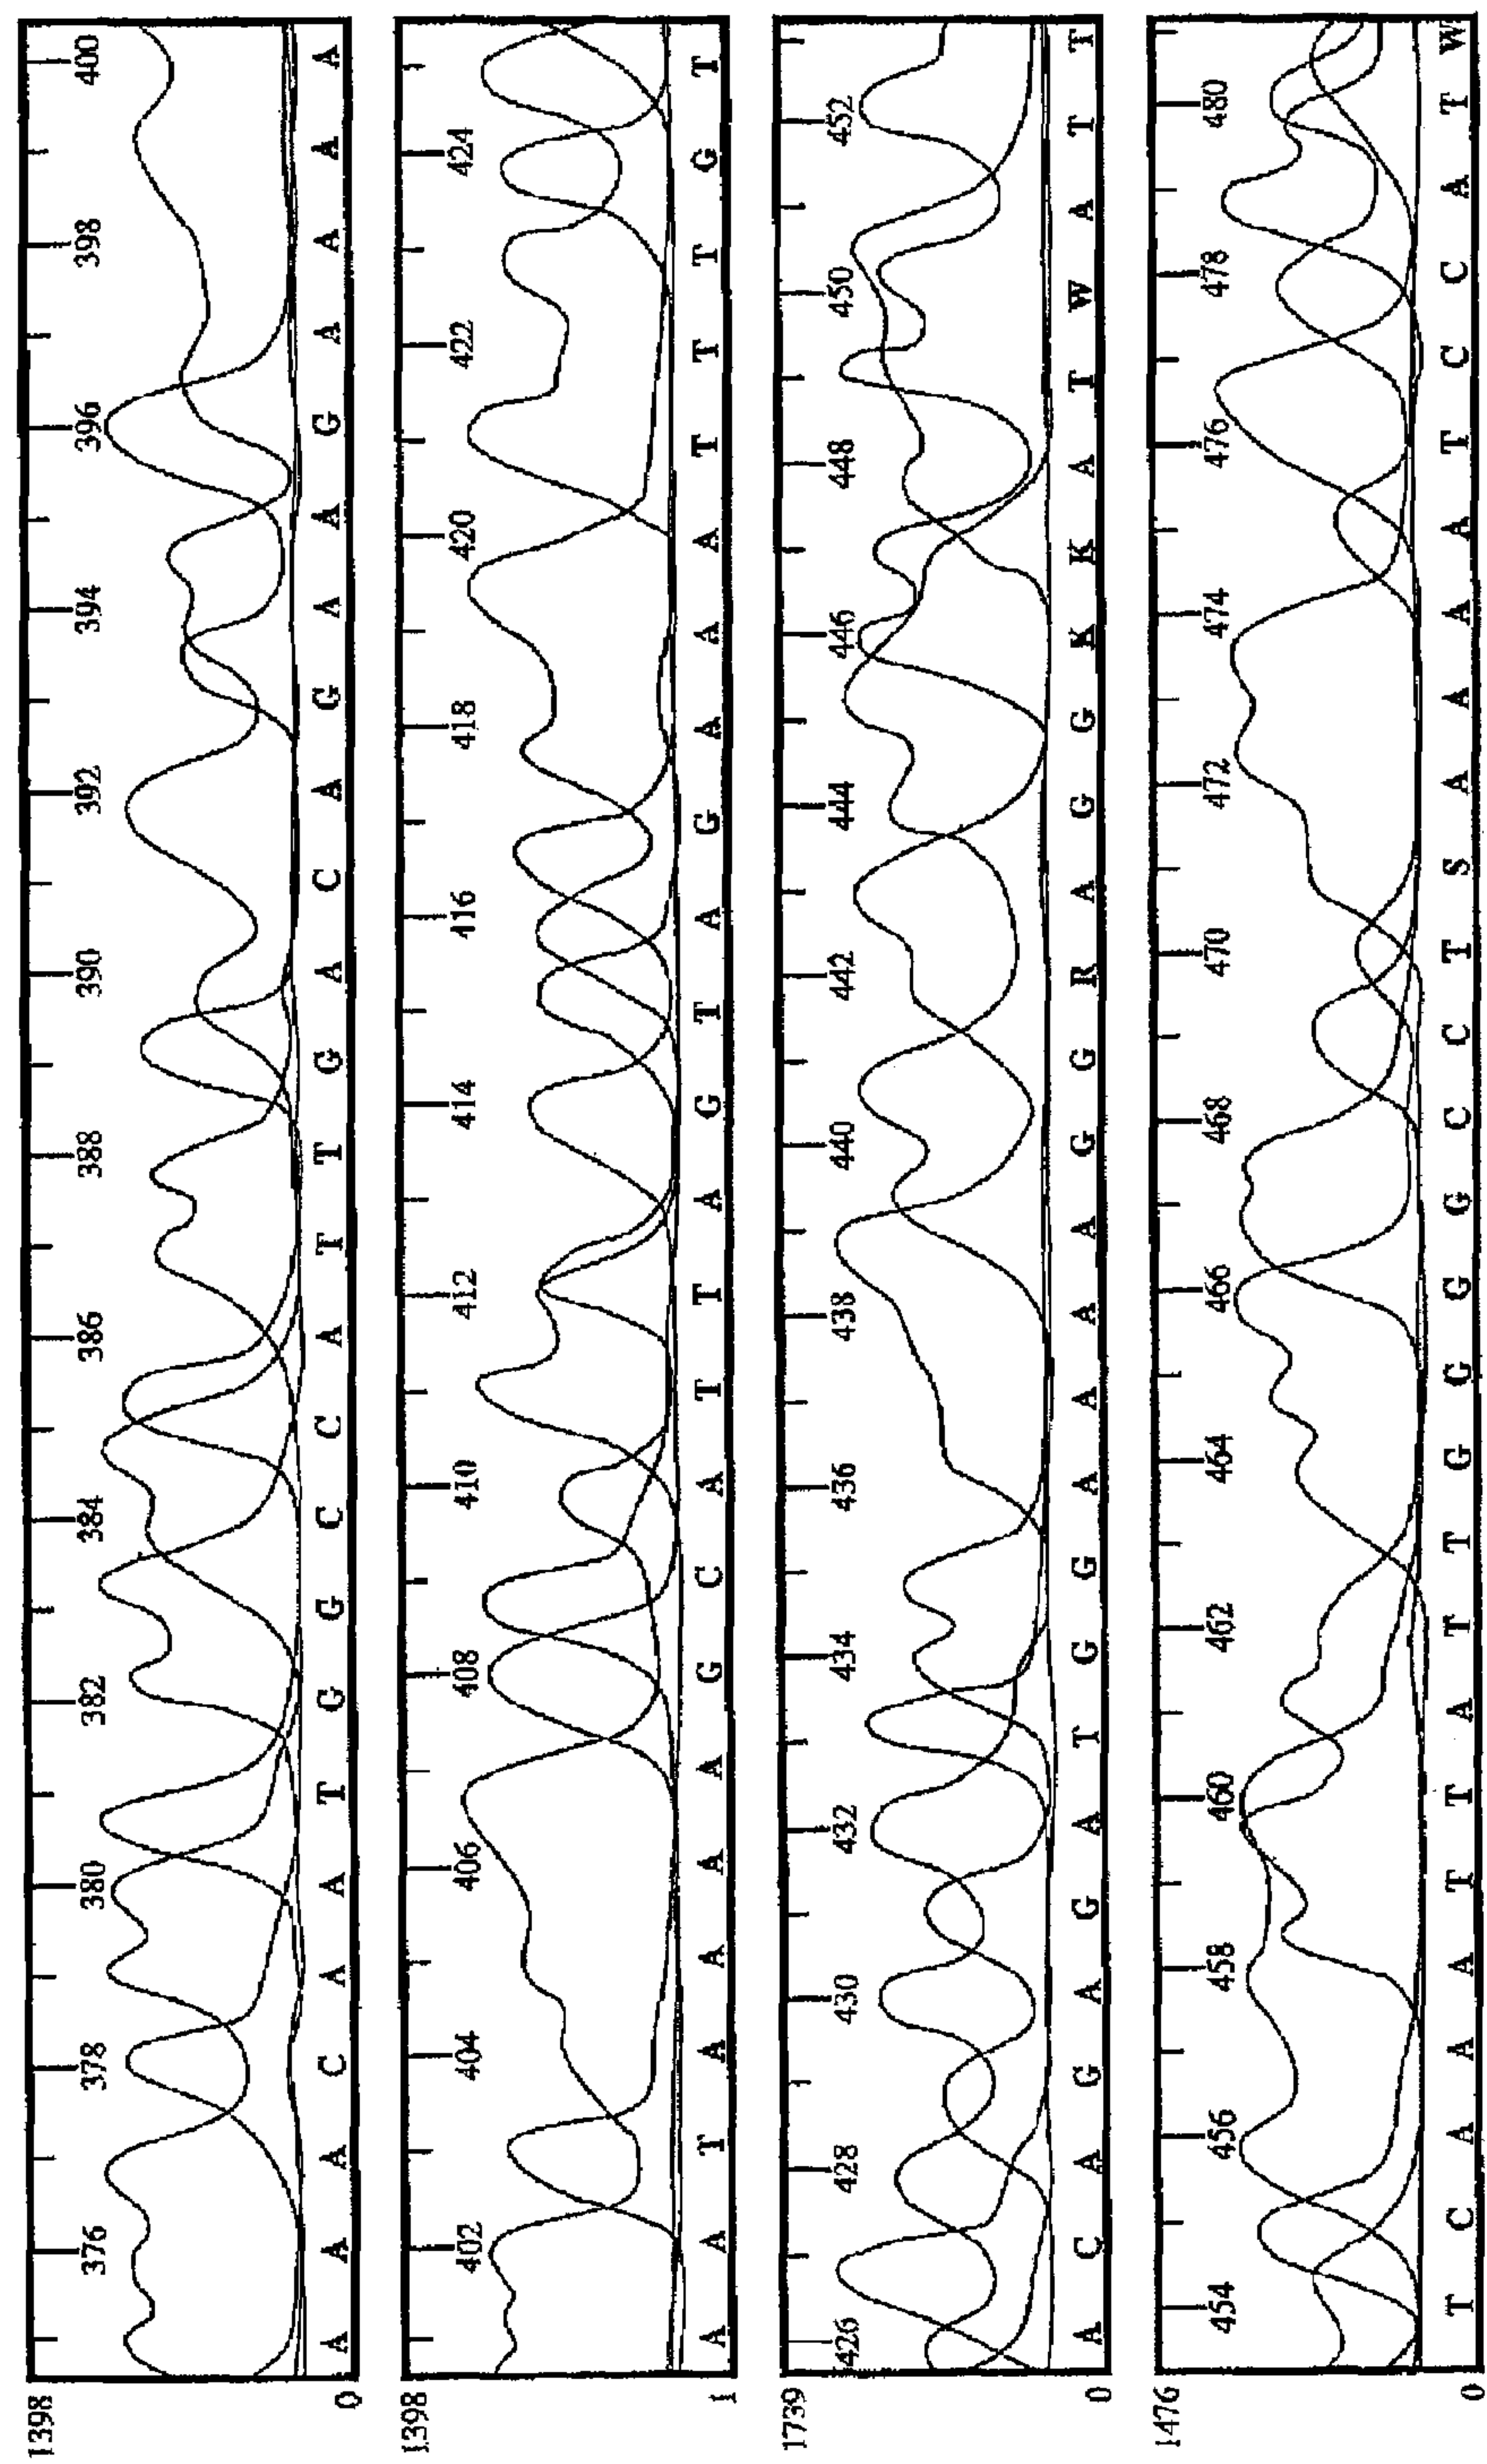 1398 376 378 380 382 384 386 388 390 392 394 396 398 400
0 A A A C A A T G G C C A T T G A C A G A A G A A A A
1398 402 404 406 408 410 412 414 416 418 420 422 424
1 A A T A A A A G C A T T A G T A G A A A T T T G T
1739 426 428 430 432 434 436 438 440 442 444 446 448 450 452
0 A C A G A G A T G G A A A A G G R A G G K K A T W A T T
1476 454 456 458 460 462 464 466 468 470 472 474 476 478 480
0 T C A A A T T A T T G G G G C C T S A A A A T C C A T W